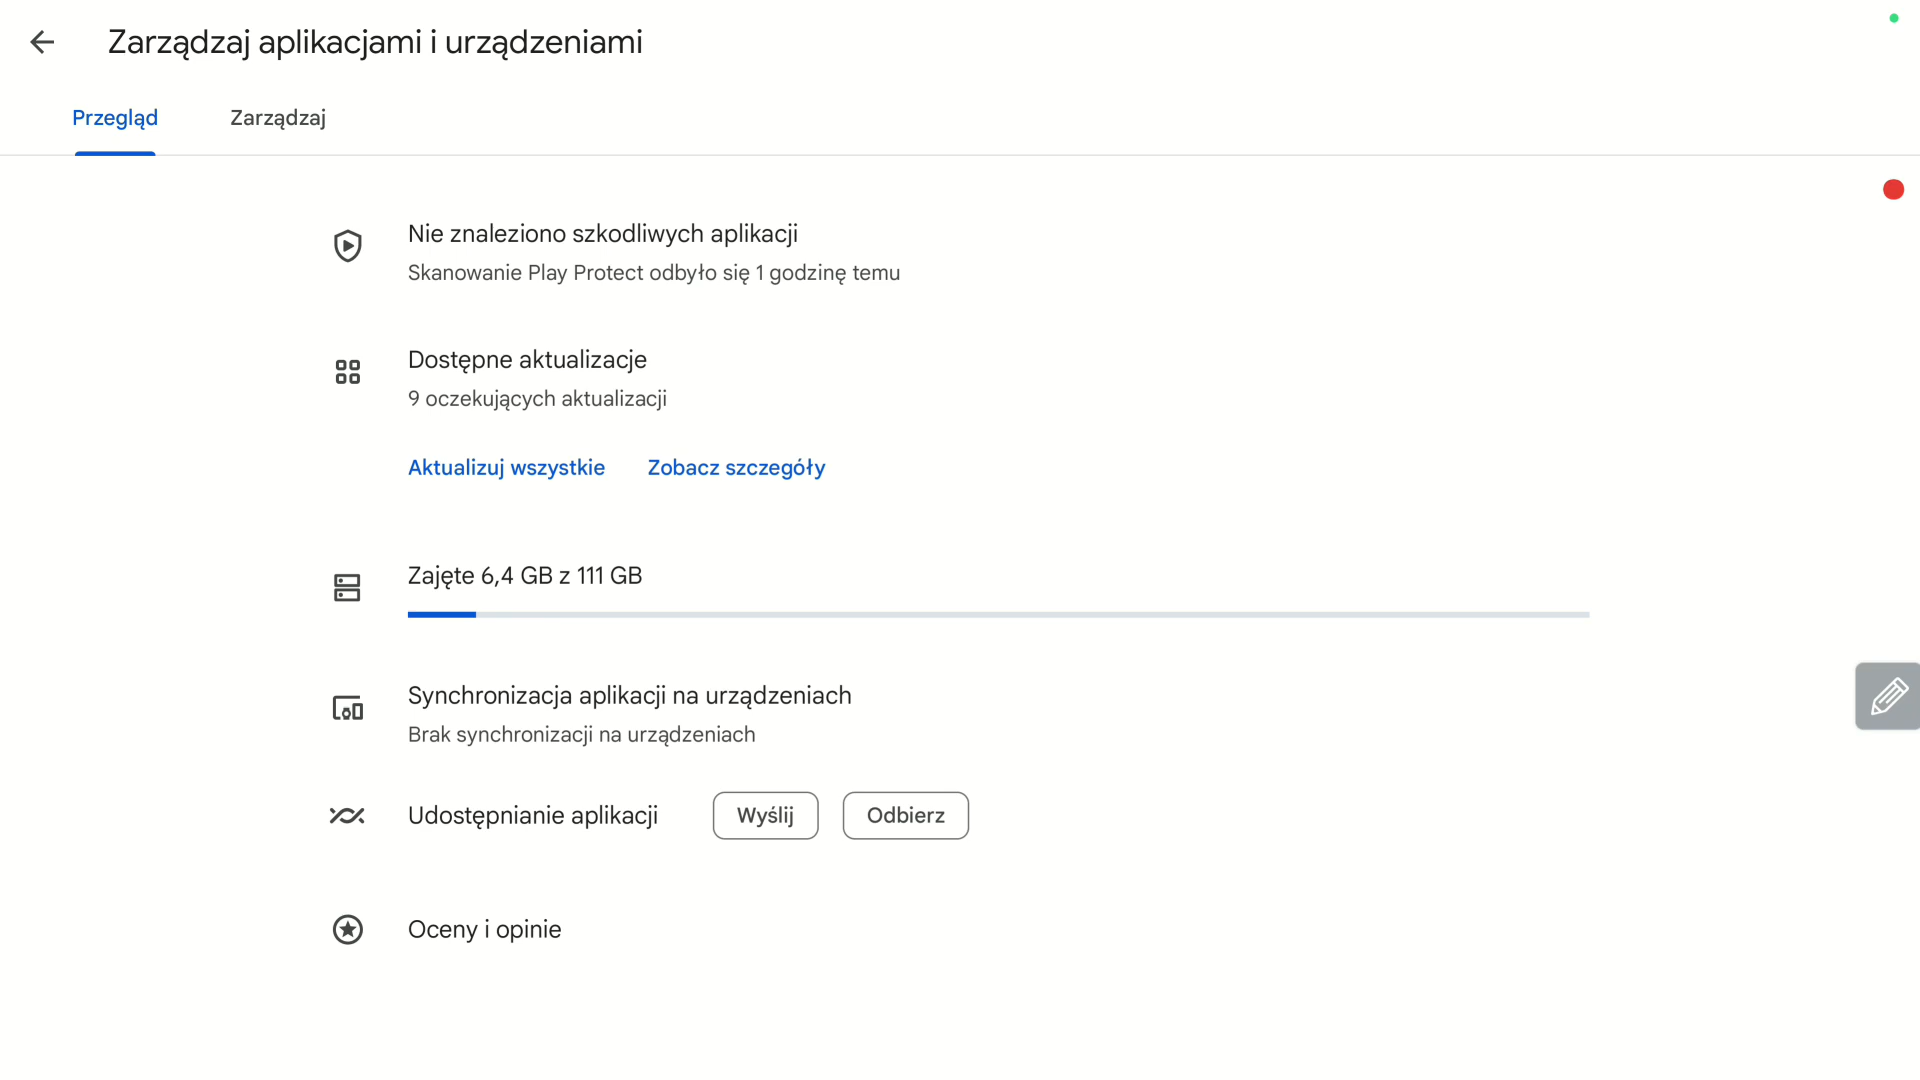 Zarządzaj aplikacjami i urządzeniami
Przegląd
Zarządzaj
Nie znaleziono szkodliwych aplikacji
Skanowanie Play Protect odbyło się 1 godzinę temu
Dostępne aktualizacje
9 oczekujących aktualizacji
Aktualizuj wszystkie
Zobacz szczegóły
Zajęte 6,4 GB z 111 GB
Synchronizacja aplikacji na urządzeniach
Brak synchronizacji na urządzeniach
Udostępnianie aplikacji
Wyślij
Odbierz
Oceny i opinie